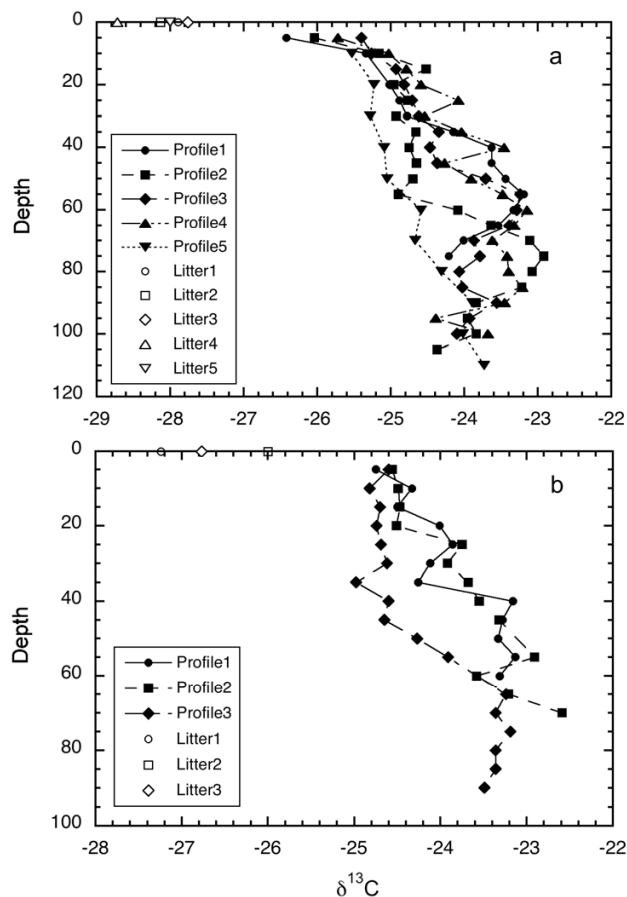 a
0
20
40
60
80
100
120
Depth
Profile1
Profile2
Profile3
Profile4
Profile5
Litter1
Litter2
Litter3
Litter4
Litter5
-29 -28 -27 -26 -25 -24 -23 -22
b
0
20
40
60
80
100
Depth
Profile1
Profile2
Profile3
Litter1
Litter2
Litter3
-28 -27 -26 -25 -24 -23 -22
δ¹³C